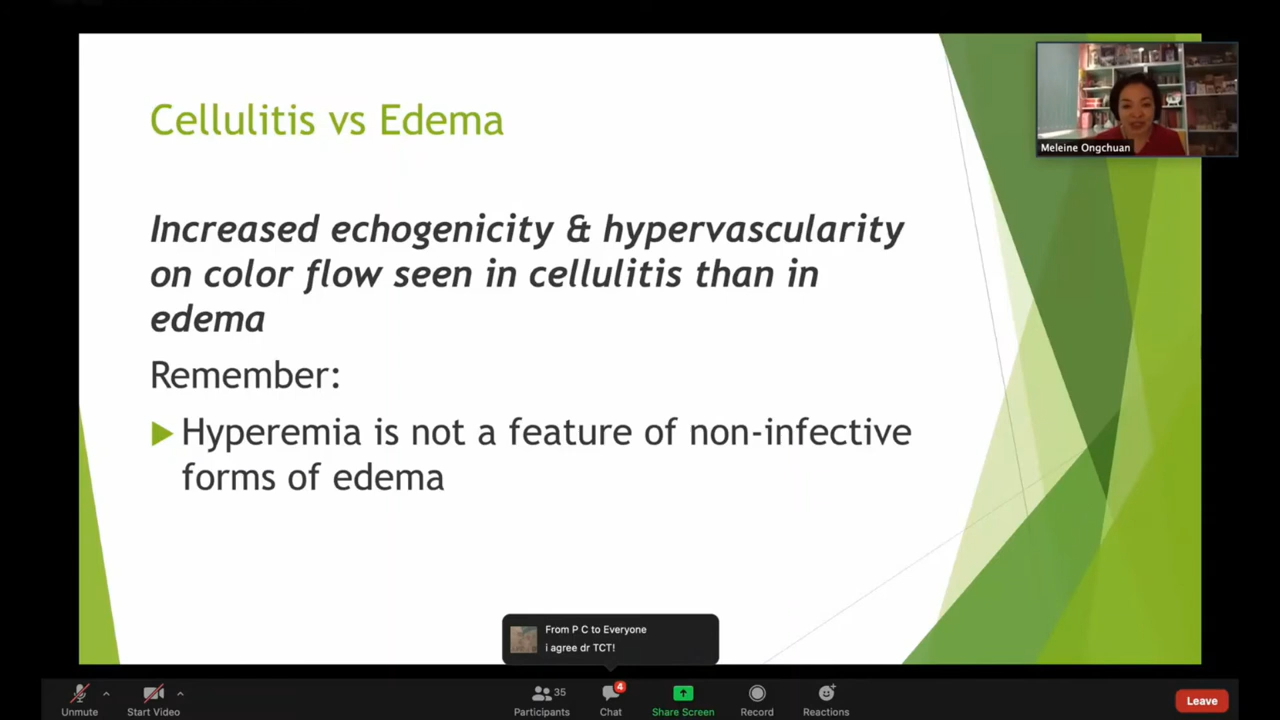 Cellulitis vs Edema
Meleine Ongchuan
Increased echogenicity & hypervascularity
on color flow seen in cellulitis than in
edema
Remember:
Hyperemia is not a feature of non-infective
forms of edema
From P C to Everyone
i agree dr TCT!
Unmute
Start Video
35
Participants
4
Chat
Share Screen
Record
Reactions
Leave